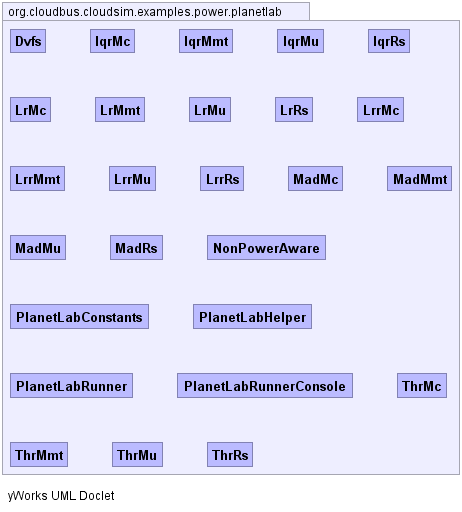 org.cloudbus.cloudsim.examples.power.planetlab
Dvfs IqrMc IqrMmt IqrMu IqrRs
LrMc LrMmt LrMu LrRs LrrMc
LrrMmt LrrMu LrrRs MadMc MadMmt
MadMu MadRs NonPowerAware
PlanetLabConstants PlanetLabHelper
PlanetLabRunner PlanetLabRunnerConsole ThrMc
ThrMmt ThrMu ThrRs
yWorks UML Doclet